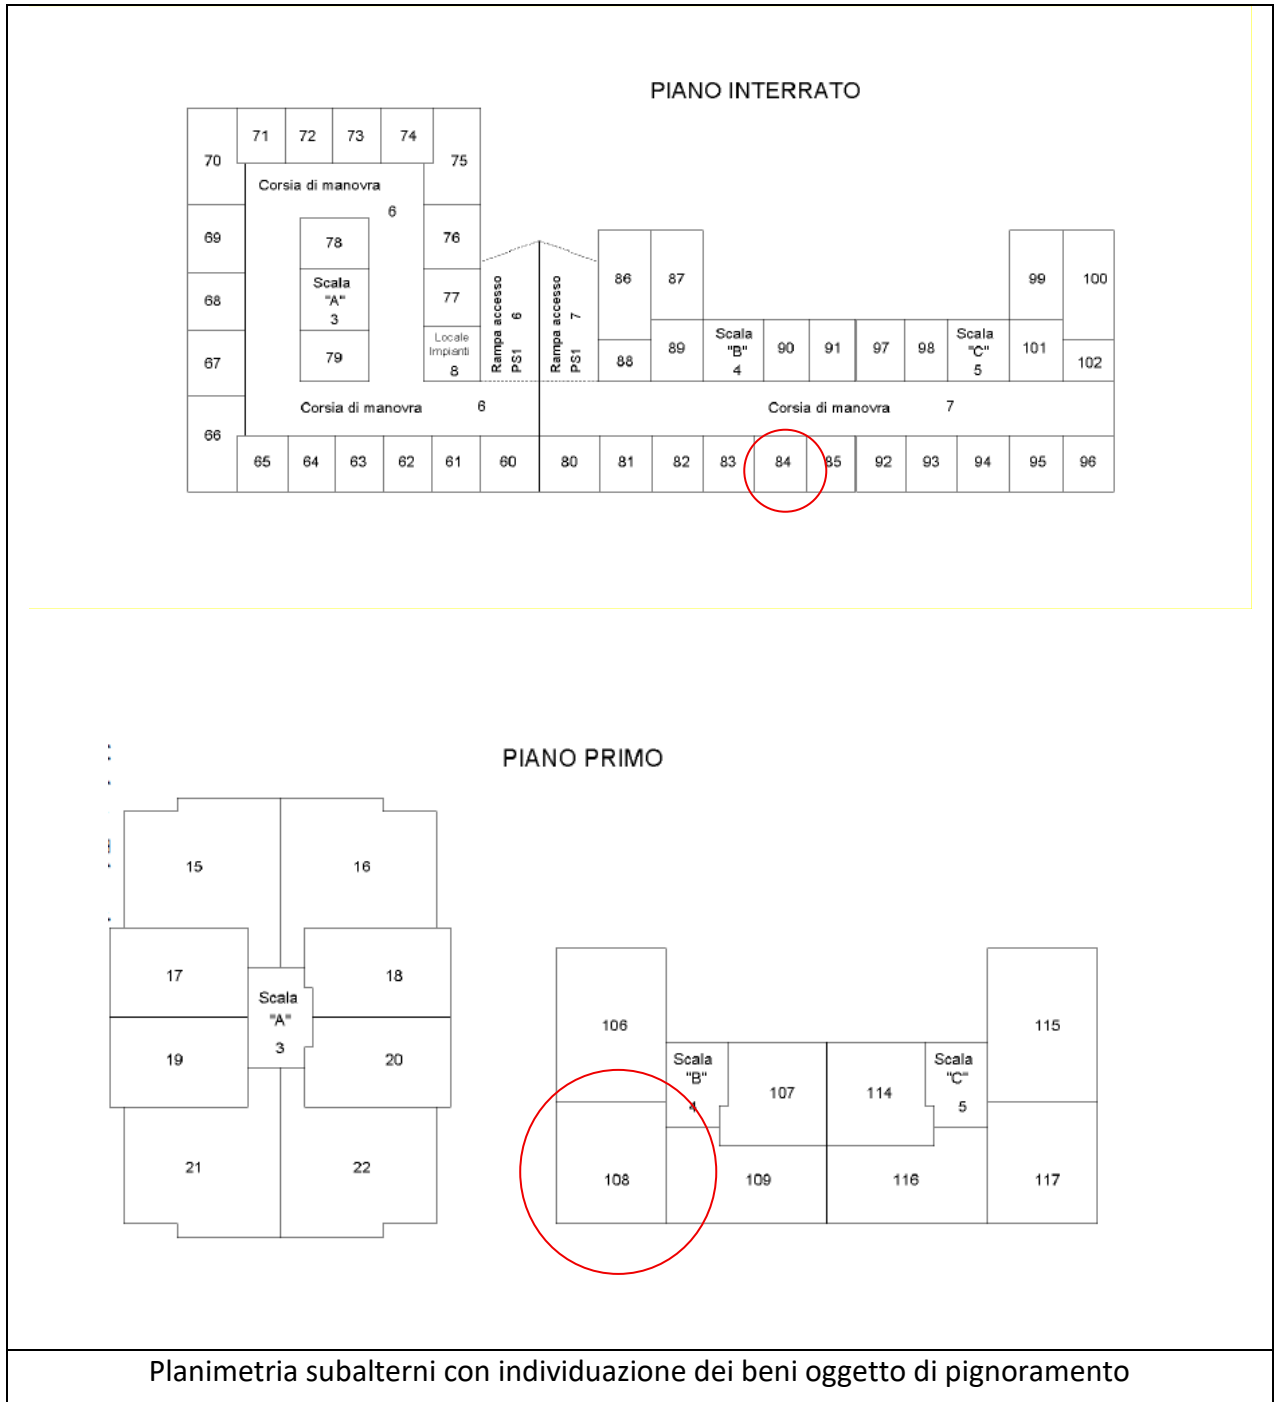 PIANO INTERRATO
70 71 72 73 74 75
Corsia di manovra
6
69 78 76
68 Scala "A" 3 77
67 79 Locale Impianti 8
Rampa accesso PS1 6
Rampa accesso PS1 7
86 87 99 100
88 89 Scala "B" 4 90 91 97 98 Scala "C" 5 101 102
66 Corsia di manovra 6
Corsia di manovra 7
65 64 63 62 61 60 80 81 82 83 84 85 92 93 94 95 96
PIANO PRIMO
15 16
17 18
Scala
"A"
3
19 20
21 22
106 115
Scala "B" 4 107 114 Scala "C" 5
108 109 116 117
Planimetria subalterni con individuazione dei beni oggetto di pignoramento